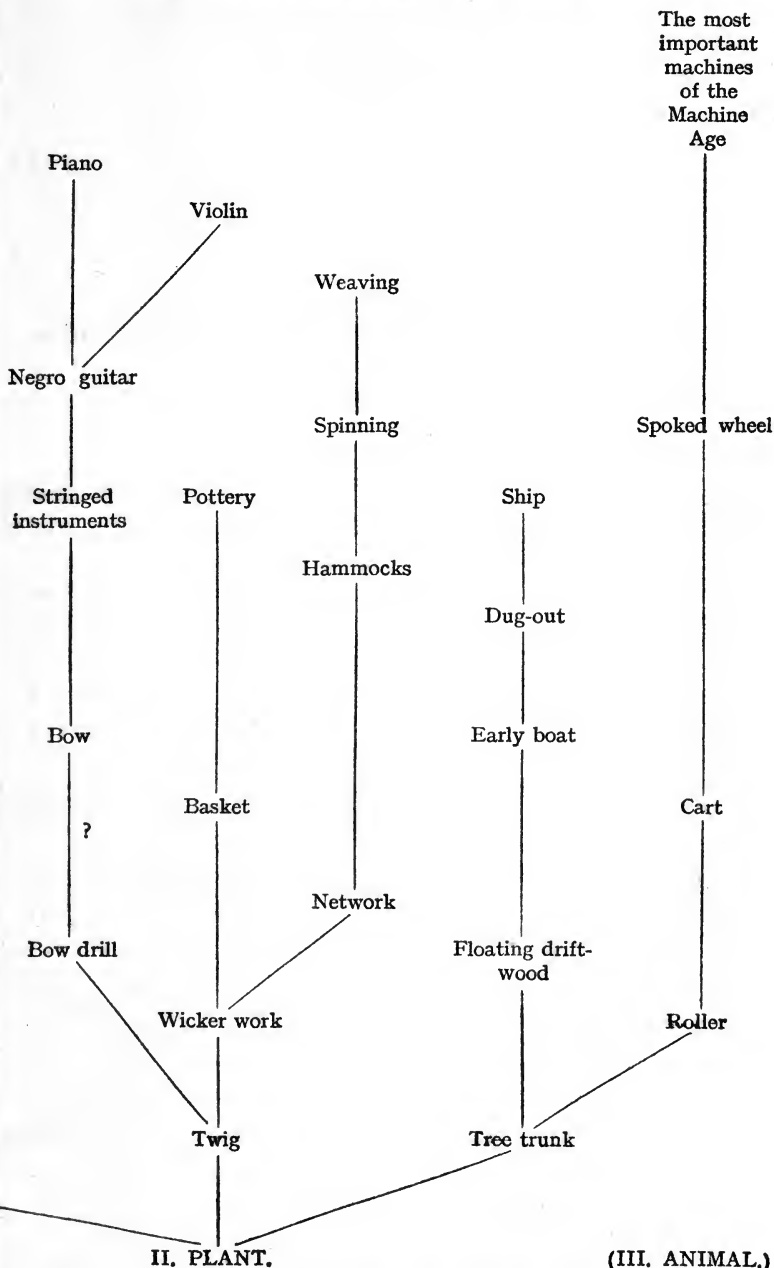 The most
important
machines
of the
Machine
Age
Piano
Violin
Weaving
Negro guitar
Spinning
Spoked wheel
Stringed
instruments
Pottery
Ship
Hammocks
Dug-out
Bow
Early boat
Basket
Cart
?
Network
Bow drill
Floating drift-
wood
Wicker work
Roller
Twig
Tree trunk
II. PLANT.
(III. ANIMAL.)